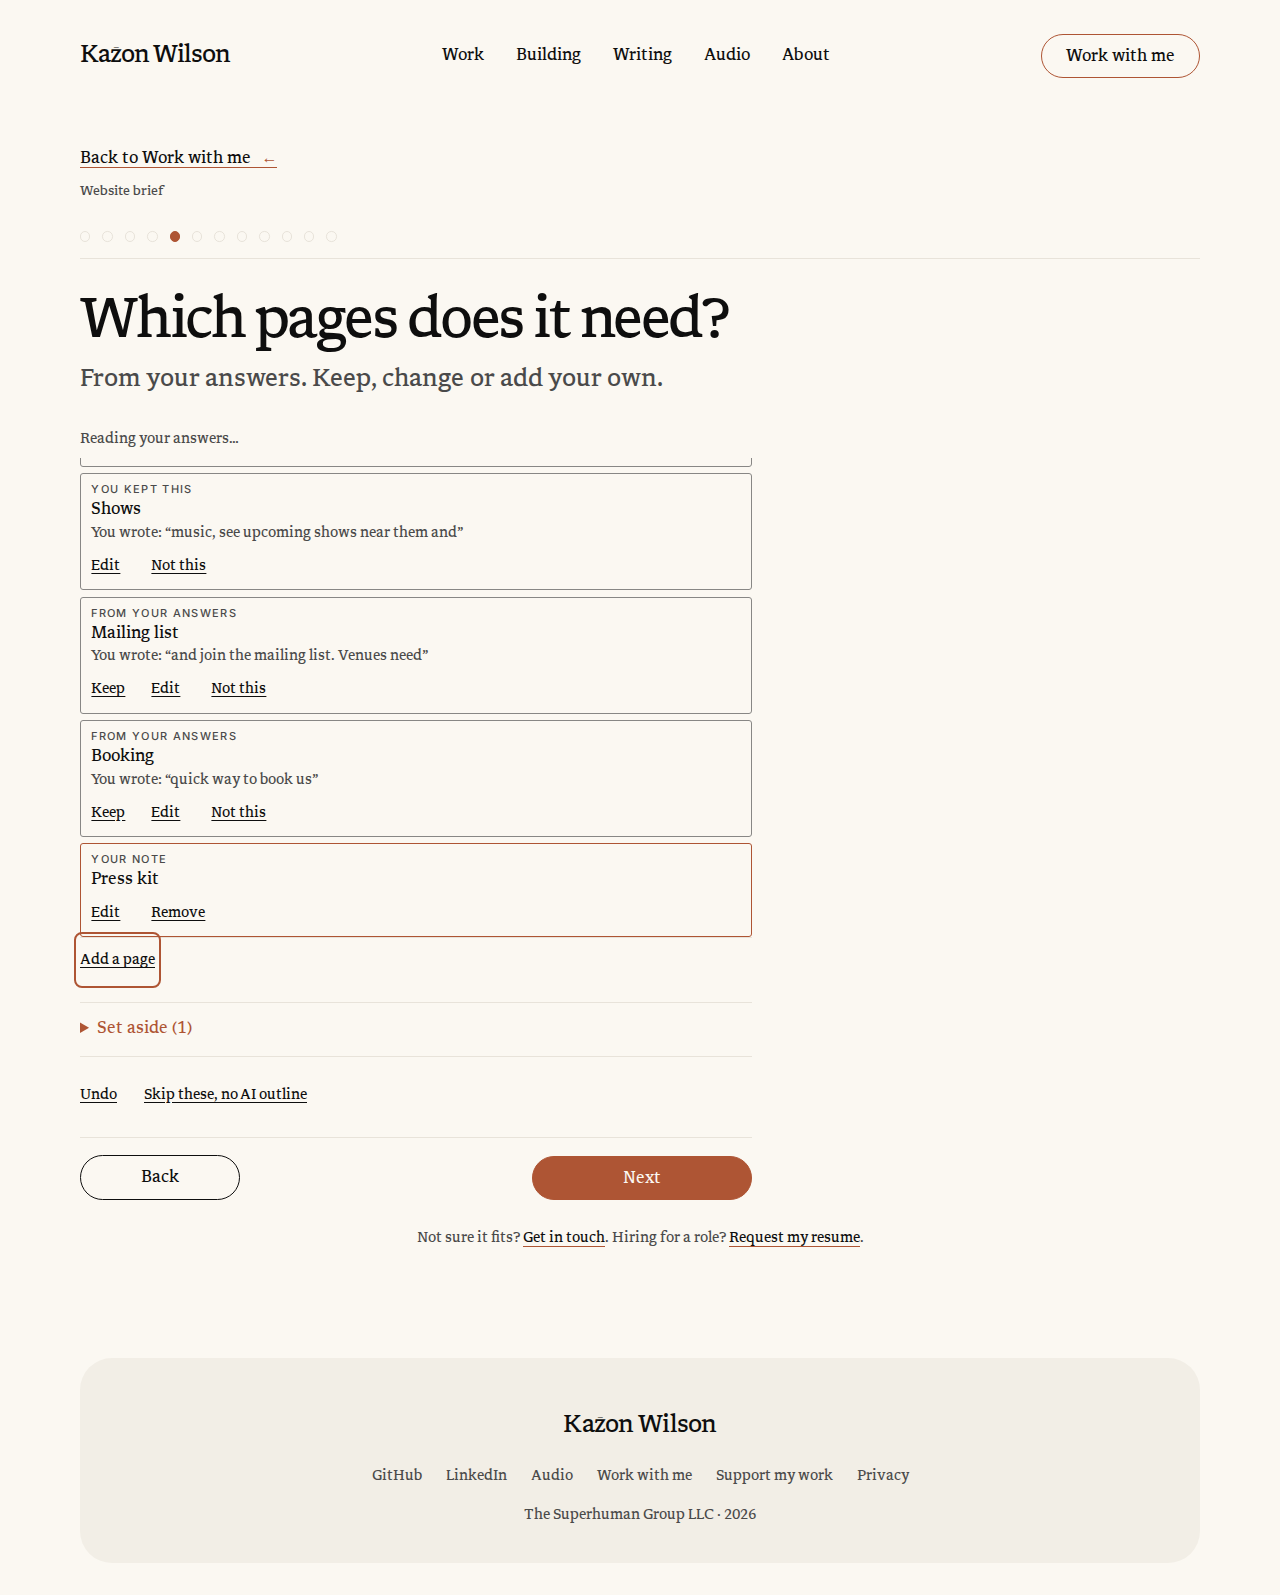 Kazon Wilson
Work Building Writing Audio About
Work with me
Back to Work with me ←
Website brief
Which pages does it need?
From your answers. Keep, change or add your own.
Reading your answers…
YOU KEPT THIS
Shows
You wrote: “music, see upcoming shows near them and”
Edit Not this
FROM YOUR ANSWERS
Mailing list
You wrote: “and join the mailing list. Venues need”
Keep Edit Not this
FROM YOUR ANSWERS
Booking
You wrote: “quick way to book us”
Keep Edit Not this
YOUR NOTE
Press kit
Edit Remove
Add a page
▶ Set aside (1)
Undo Skip these, no AI outline
Back Next
Not sure it fits? Get in touch. Hiring for a role? Request my resume.
Kazon Wilson
GitHub LinkedIn Audio Work with me Support my work Privacy
The Superhuman Group LLC · 2026